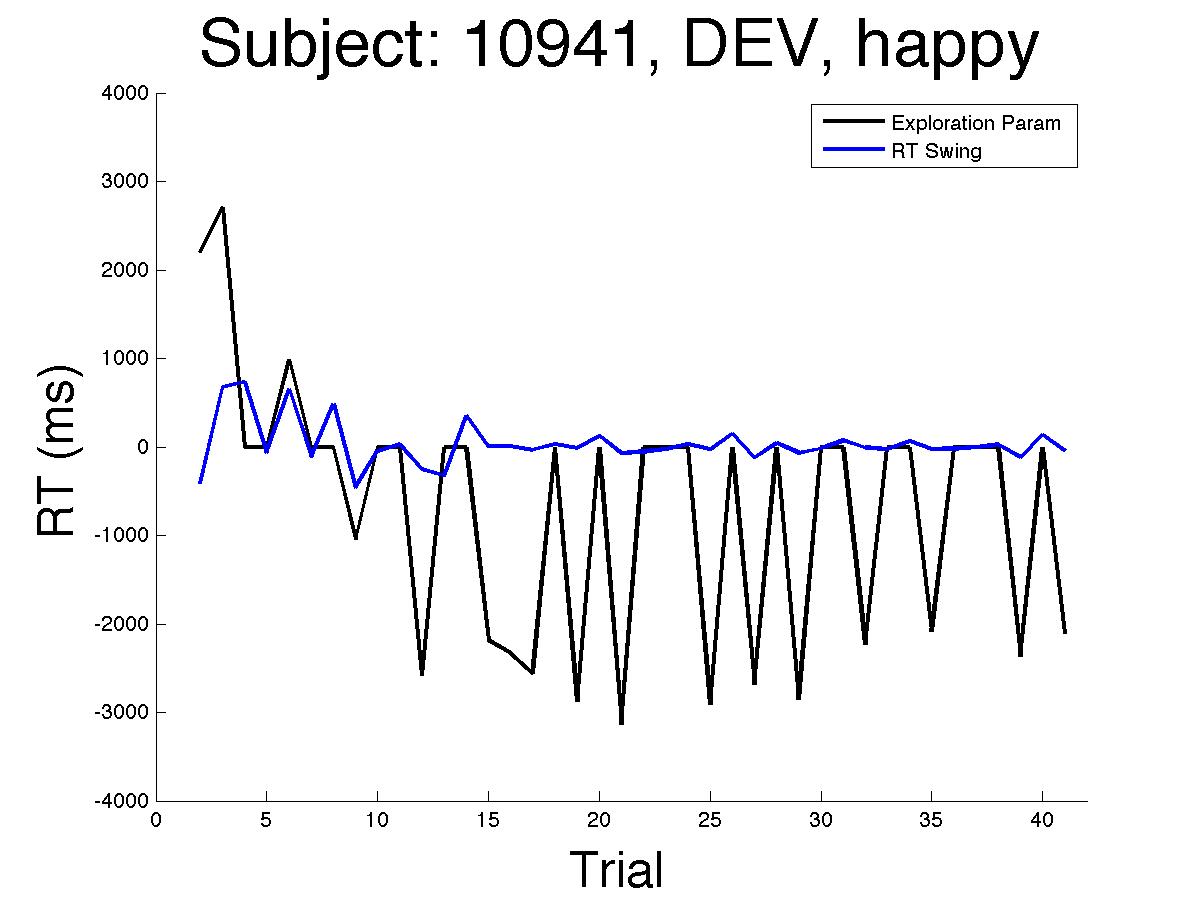 Subject: 10941, DEV, happy
4000
3000
2000
1000
0
-1000
-2000
-3000
-4000
RT (ms)
Exploration Param
RT Swing
0 5 10 15 20 25 30 35 40
Trial